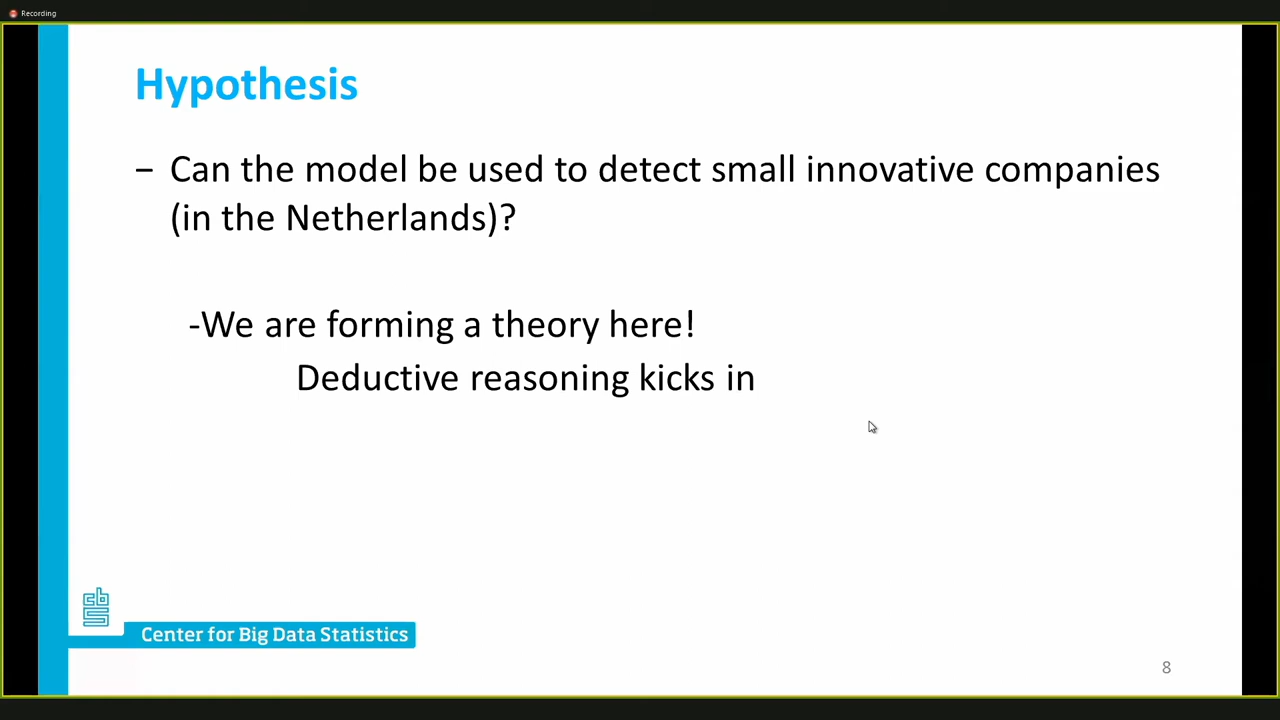 Recording
Hypothesis
– Can the model be used to detect small innovative companies
(in the Netherlands)?
-We are forming a theory here!
Deductive reasoning kicks in
cbs
Center for Big Data Statistics
8